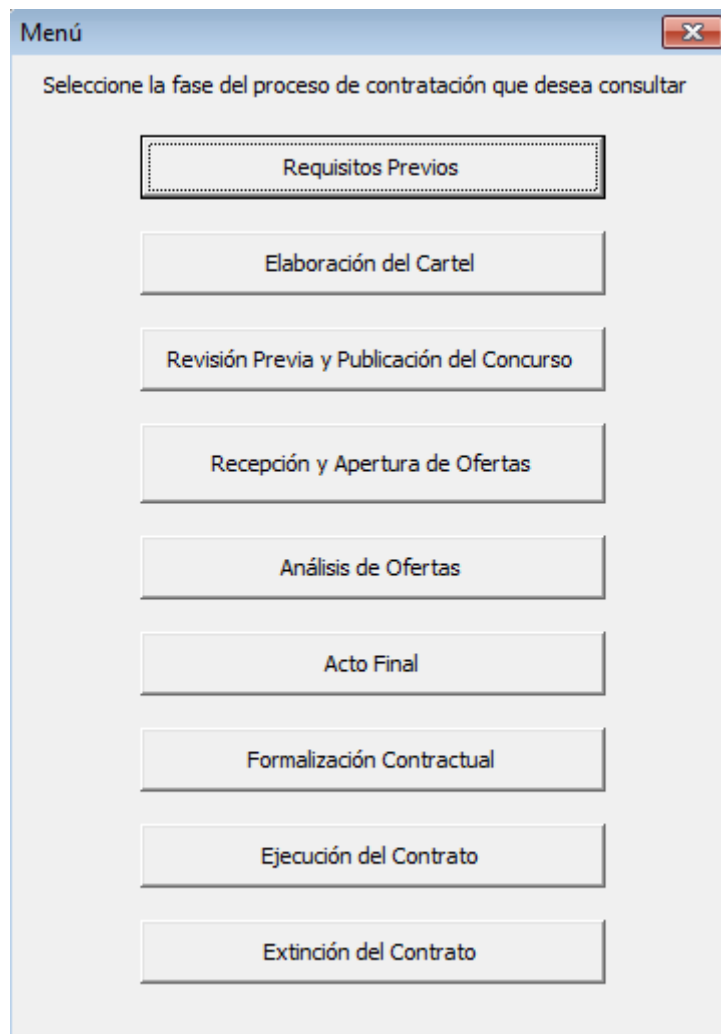 Menú
Seleccione la fase del proceso de contratación que desea consultar
Requisitos Previos
Elaboración del Cartel
Revisión Previa y Publicación del Concurso
Recepción y Apertura de Ofertas
Análisis de Ofertas
Acto Final
Formalización Contractual
Ejecución del Contrato
Extinción del Contrato